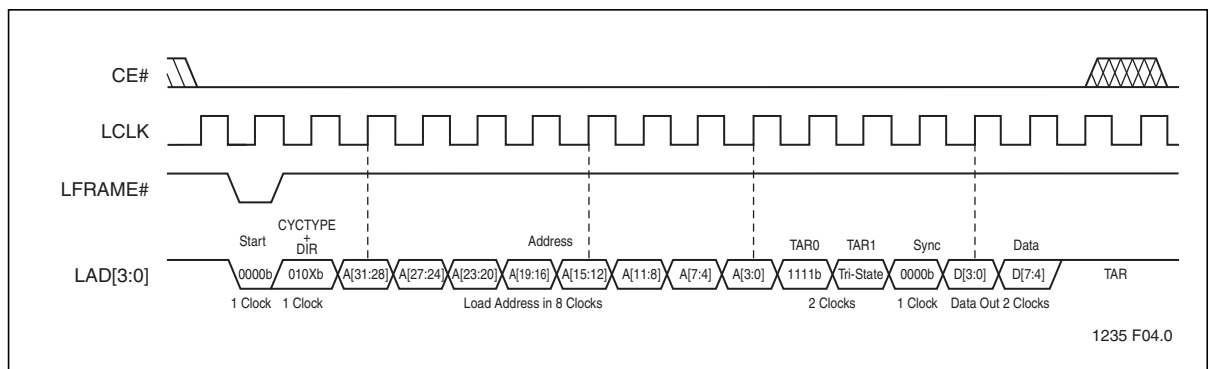 CE#
LCLK
LFRAME#
CYCTYPE
+
DIR
Start
Address
TAR0
TAR1
Sync
Data
LAD[3:0]
0000b
010Xb
A[31:28]
A[27:24]
A[23:20]
A[19:16]
A[15:12]
A[11:8]
A[7:4]
A[3:0]
1111b
Tri-State
0000b
D[3:0]
D[7:4]
TAR
1 Clock
1 Clock
Load Address in 8 Clocks
2 Clocks
1 Clock
Data Out 2 Clocks
1235 F04.0